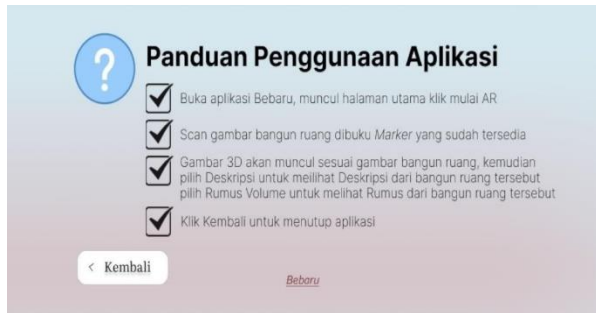 ?
Panduan Penggunaan Aplikasi
Buka aplikasi Bebaru, muncul halaman utama klik mulai AR
Scan gambar bangun ruang dibuku Marker yang sudah tersedia
Gambar 3D akan muncul sesuai gambar bangun ruang, kemudian
pilih Deskripsi untuk meilihat Deskripsi dari bangun ruang tersebut
pilih Rumus Volume untuk melihat Rumus dari bangun ruang tersebut
Klik Kembali untuk menutup aplikasi
< Kembali
Bebaru